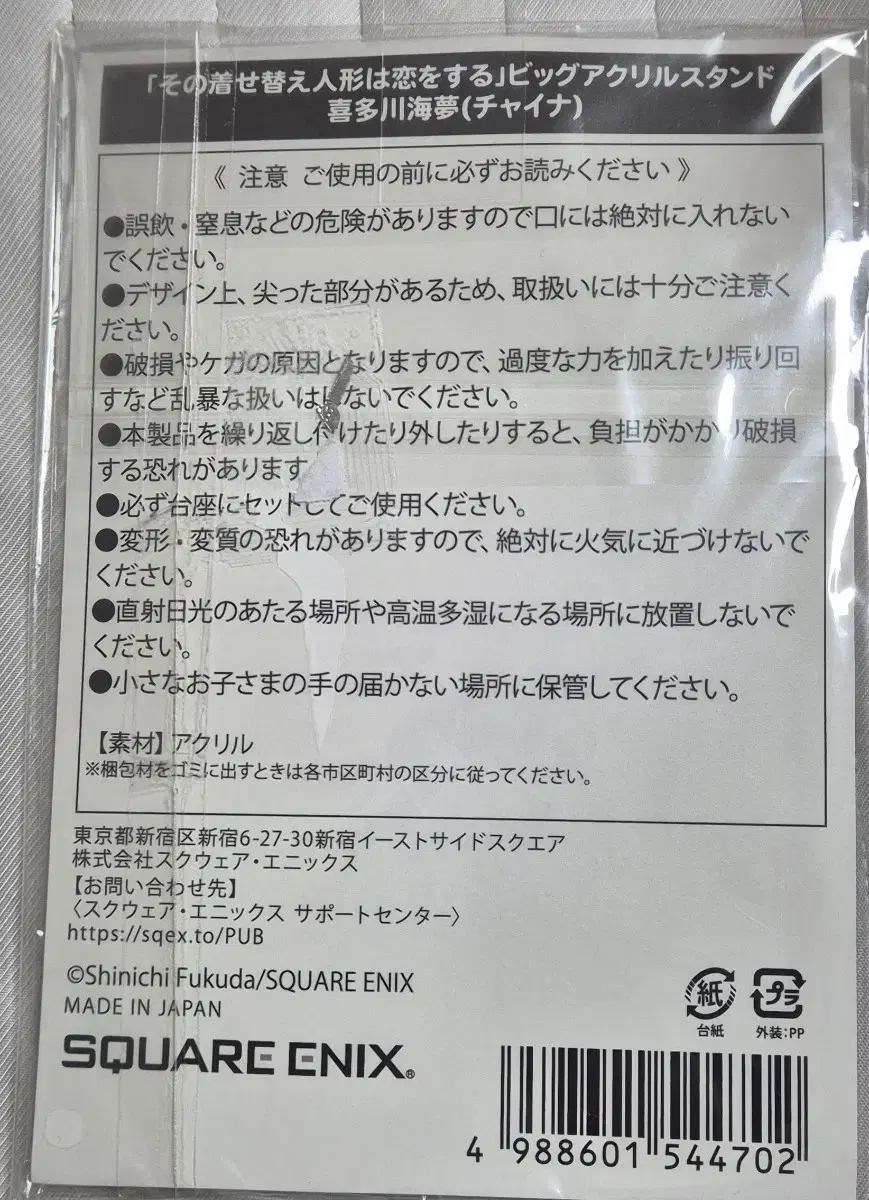 「その着せ替え人形は恋をする」ビッグアクリルスタンド
喜多川海夢(チャイナ)
《 注意 ご使用の前に必ずお読みください 》
●誤飲・窒息などの危険がありますので口には絶対に入れない
でください。
●デザイン上、尖った部分があるため、取扱いには十分ご注意く
ださい。
●破損やケガの原因となりますので、過度な力を加えたり振り回
すなど乱暴な扱いはしないでください。
●本製品を繰り返し付けたり外したりすると、負担がかかり破損
する恐れがあります
●必ず台座にセットしてご使用ください。
●変形・変質の恐れがありますので、絶対に火気に近づけないで
ください。
●直射日光のあたる場所や高温多湿になる場所に放置しないで
ください。
●小さなお子さまの手の届かない場所に保管してください。
【素材】アクリル
※梱包材をゴミに出すときは各市区町村の区分に従ってください。
東京都新宿区新宿6-27-30新宿イーストサイドスクエア
株式会社スクウェア・エニックス
【お問い合わせ先】
〈スクウェア・エニックス サポートセンター〉
https://sqex.to/PUB
©Shinichi Fukuda/SQUARE ENIX
MADE IN JAPAN
SQUARE ENIX®
紙
台紙
プラ
外装:PP
4 988601 544702